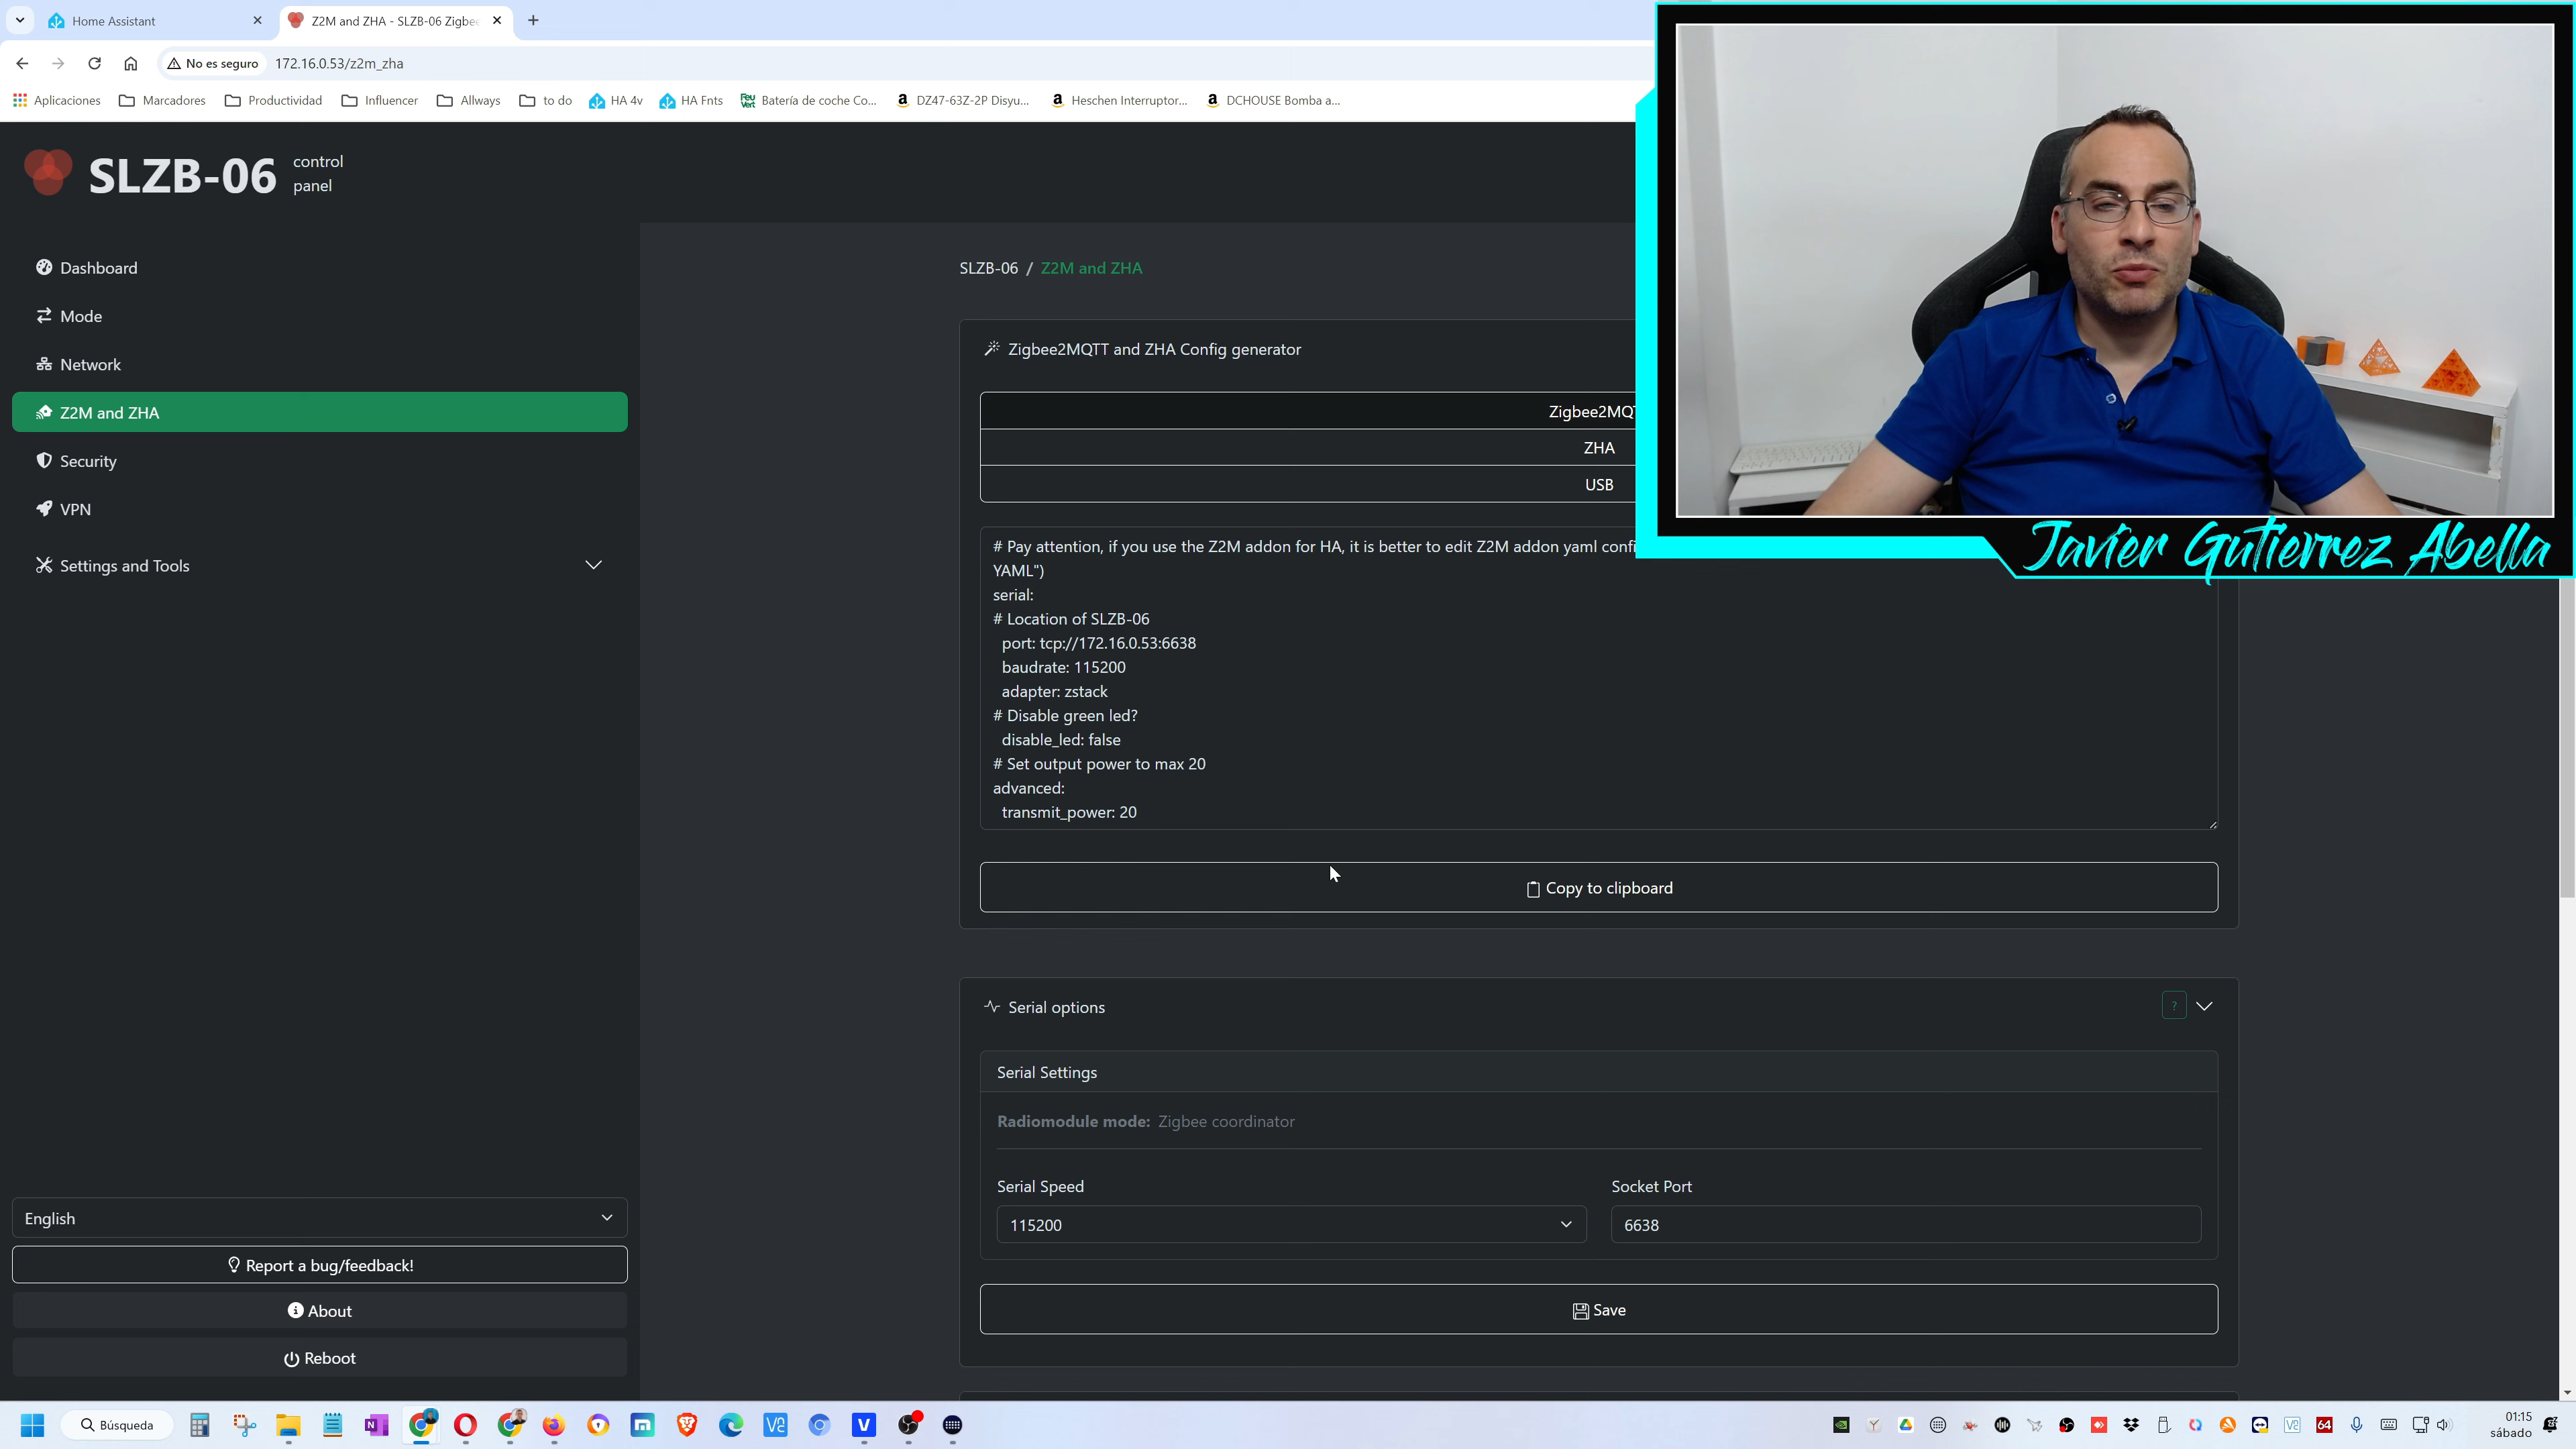 Home Assistant
Z2M and ZHA - SLZB-06 Zigbee
No es seguro
172.16.0.53/z2m_zha
Aplicaciones
Marcadores
Productividad
Influencer
Allways
to do
HA 4v
HA Fnts
Batería de coche Co...
DZ47-63Z-2P Disyu...
Heschen Interruptor...
DCHOUSE Bomba a...
SLZB-06
control
panel
Dashboard
Mode
Network
Z2M and ZHA
Security
VPN
Settings and Tools
English
Report a bug/feedback!
About
Reboot
SLZB-06 / Z2M and ZHA
Zigbee2MQTT and ZHA Config generator
Zigbee2MQT
ZHA
USB
# Pay attention, if you use the Z2M addon for HA, it is better to edit Z2M addon yaml confi
YAML")
serial:
# Location of SLZB-06
port: tcp://172.16.0.53:6638
baudrate: 115200
adapter: zstack
# Disable green led?
disable_led: false
# Set output power to max 20
advanced:
transmit_power: 20
Copy to clipboard
Serial options
?
Serial Settings
Radiomodule mode: Zigbee coordinator
Serial Speed
115200
Socket Port
6638
Save
Javier Gutierrez Abella
Búsqueda
64
01:15
sábado